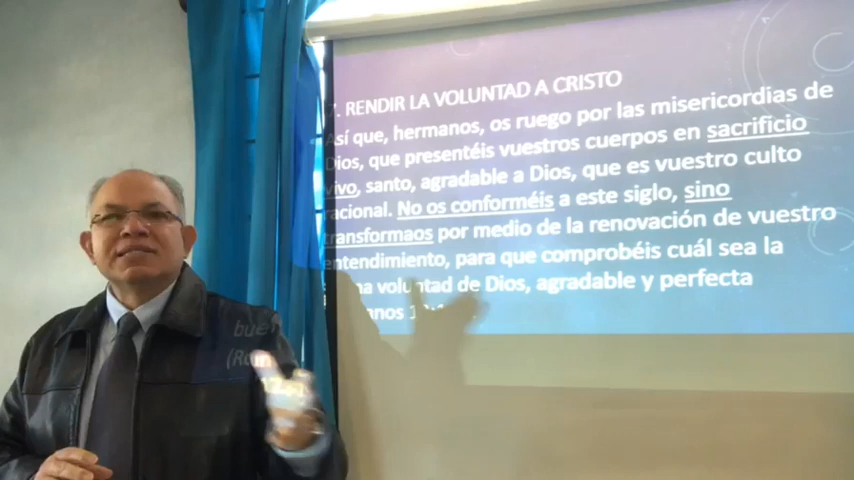 . RENDIR LA VOLUNTAD A CRISTO
Así que, hermanos, os ruego por las misericordias de
Dios, que presentéis vuestros cuerpos en sacrificio
vivo, santo, agradable a Dios, que es vuestro culto
racional. No os conforméis a este siglo, sino
transformaos por medio de la renovación de vuestro
entendimiento, para que comprobéis cuál sea la
buena voluntad de Dios, agradable y perfecta
(Romanos